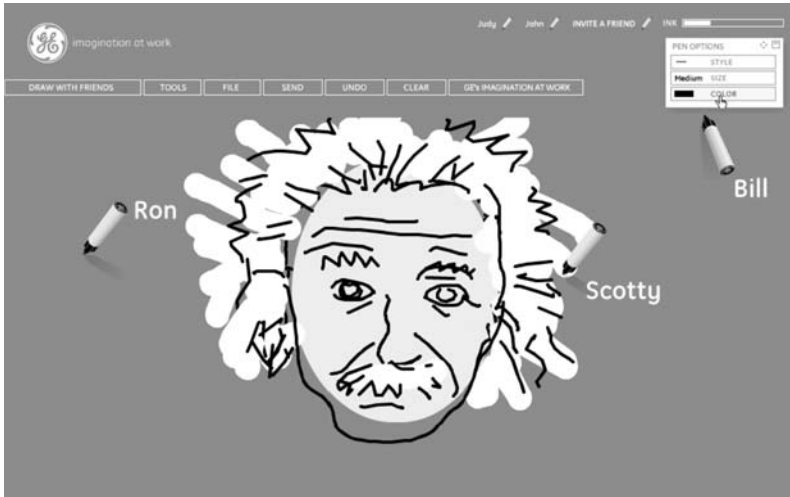 Judy John INVITE A FRIEND INK
GE imagination at work
PEN OPTIONS
STYLE
Medium SIZE
COLOR
DRAW WITH FRIENDS TOOLS FILE SEND UNDO CLEAR GE's IMAGINATION AT WORK
Bill
Ron
Scotty